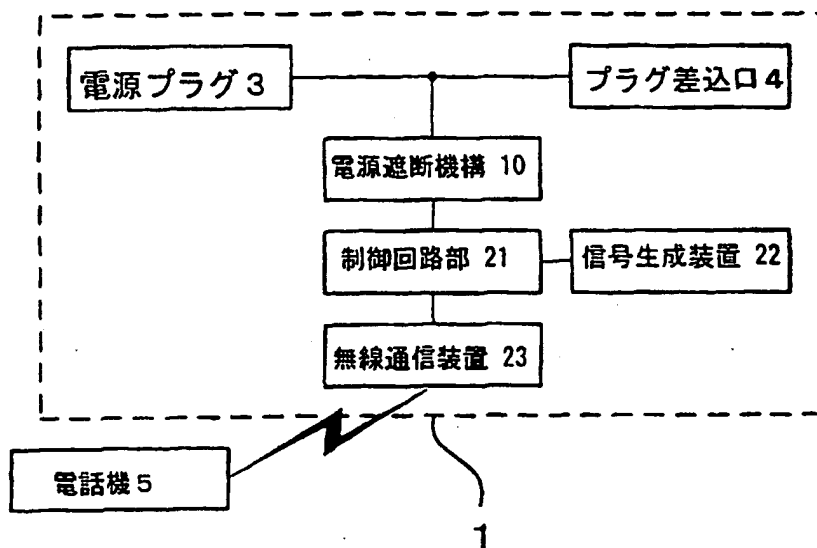 電源プラグ3
プラグ差込口4
電源遮断機構 10
制御回路部 21
信号生成装置 22
無線通信装置 23
電話機5
1